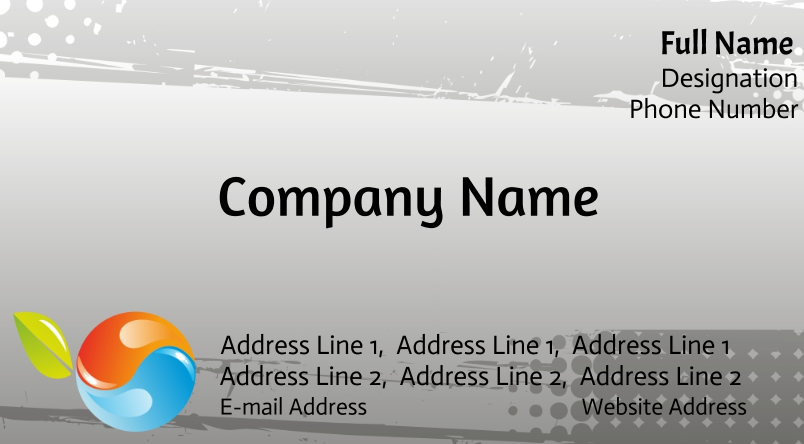 Full Name
Designation
Phone Number
Company Name
Address Line 1, Address Line 1, Address Line 1
Address Line 2, Address Line 2, Address Line 2
E-mail Address Website Address